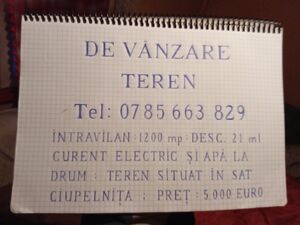 DE VÂNZARE
TEREN
Tel: 0785 663 829
INTRAVILAN : 1200 mp : DESC. 21 ml
CURENT ELECTRIC ȘI APĂ LA
DRUM : TEREN SITUAT ÎN SAT
CIUPELNIȚA ; PREȚ : 5.000 EURO